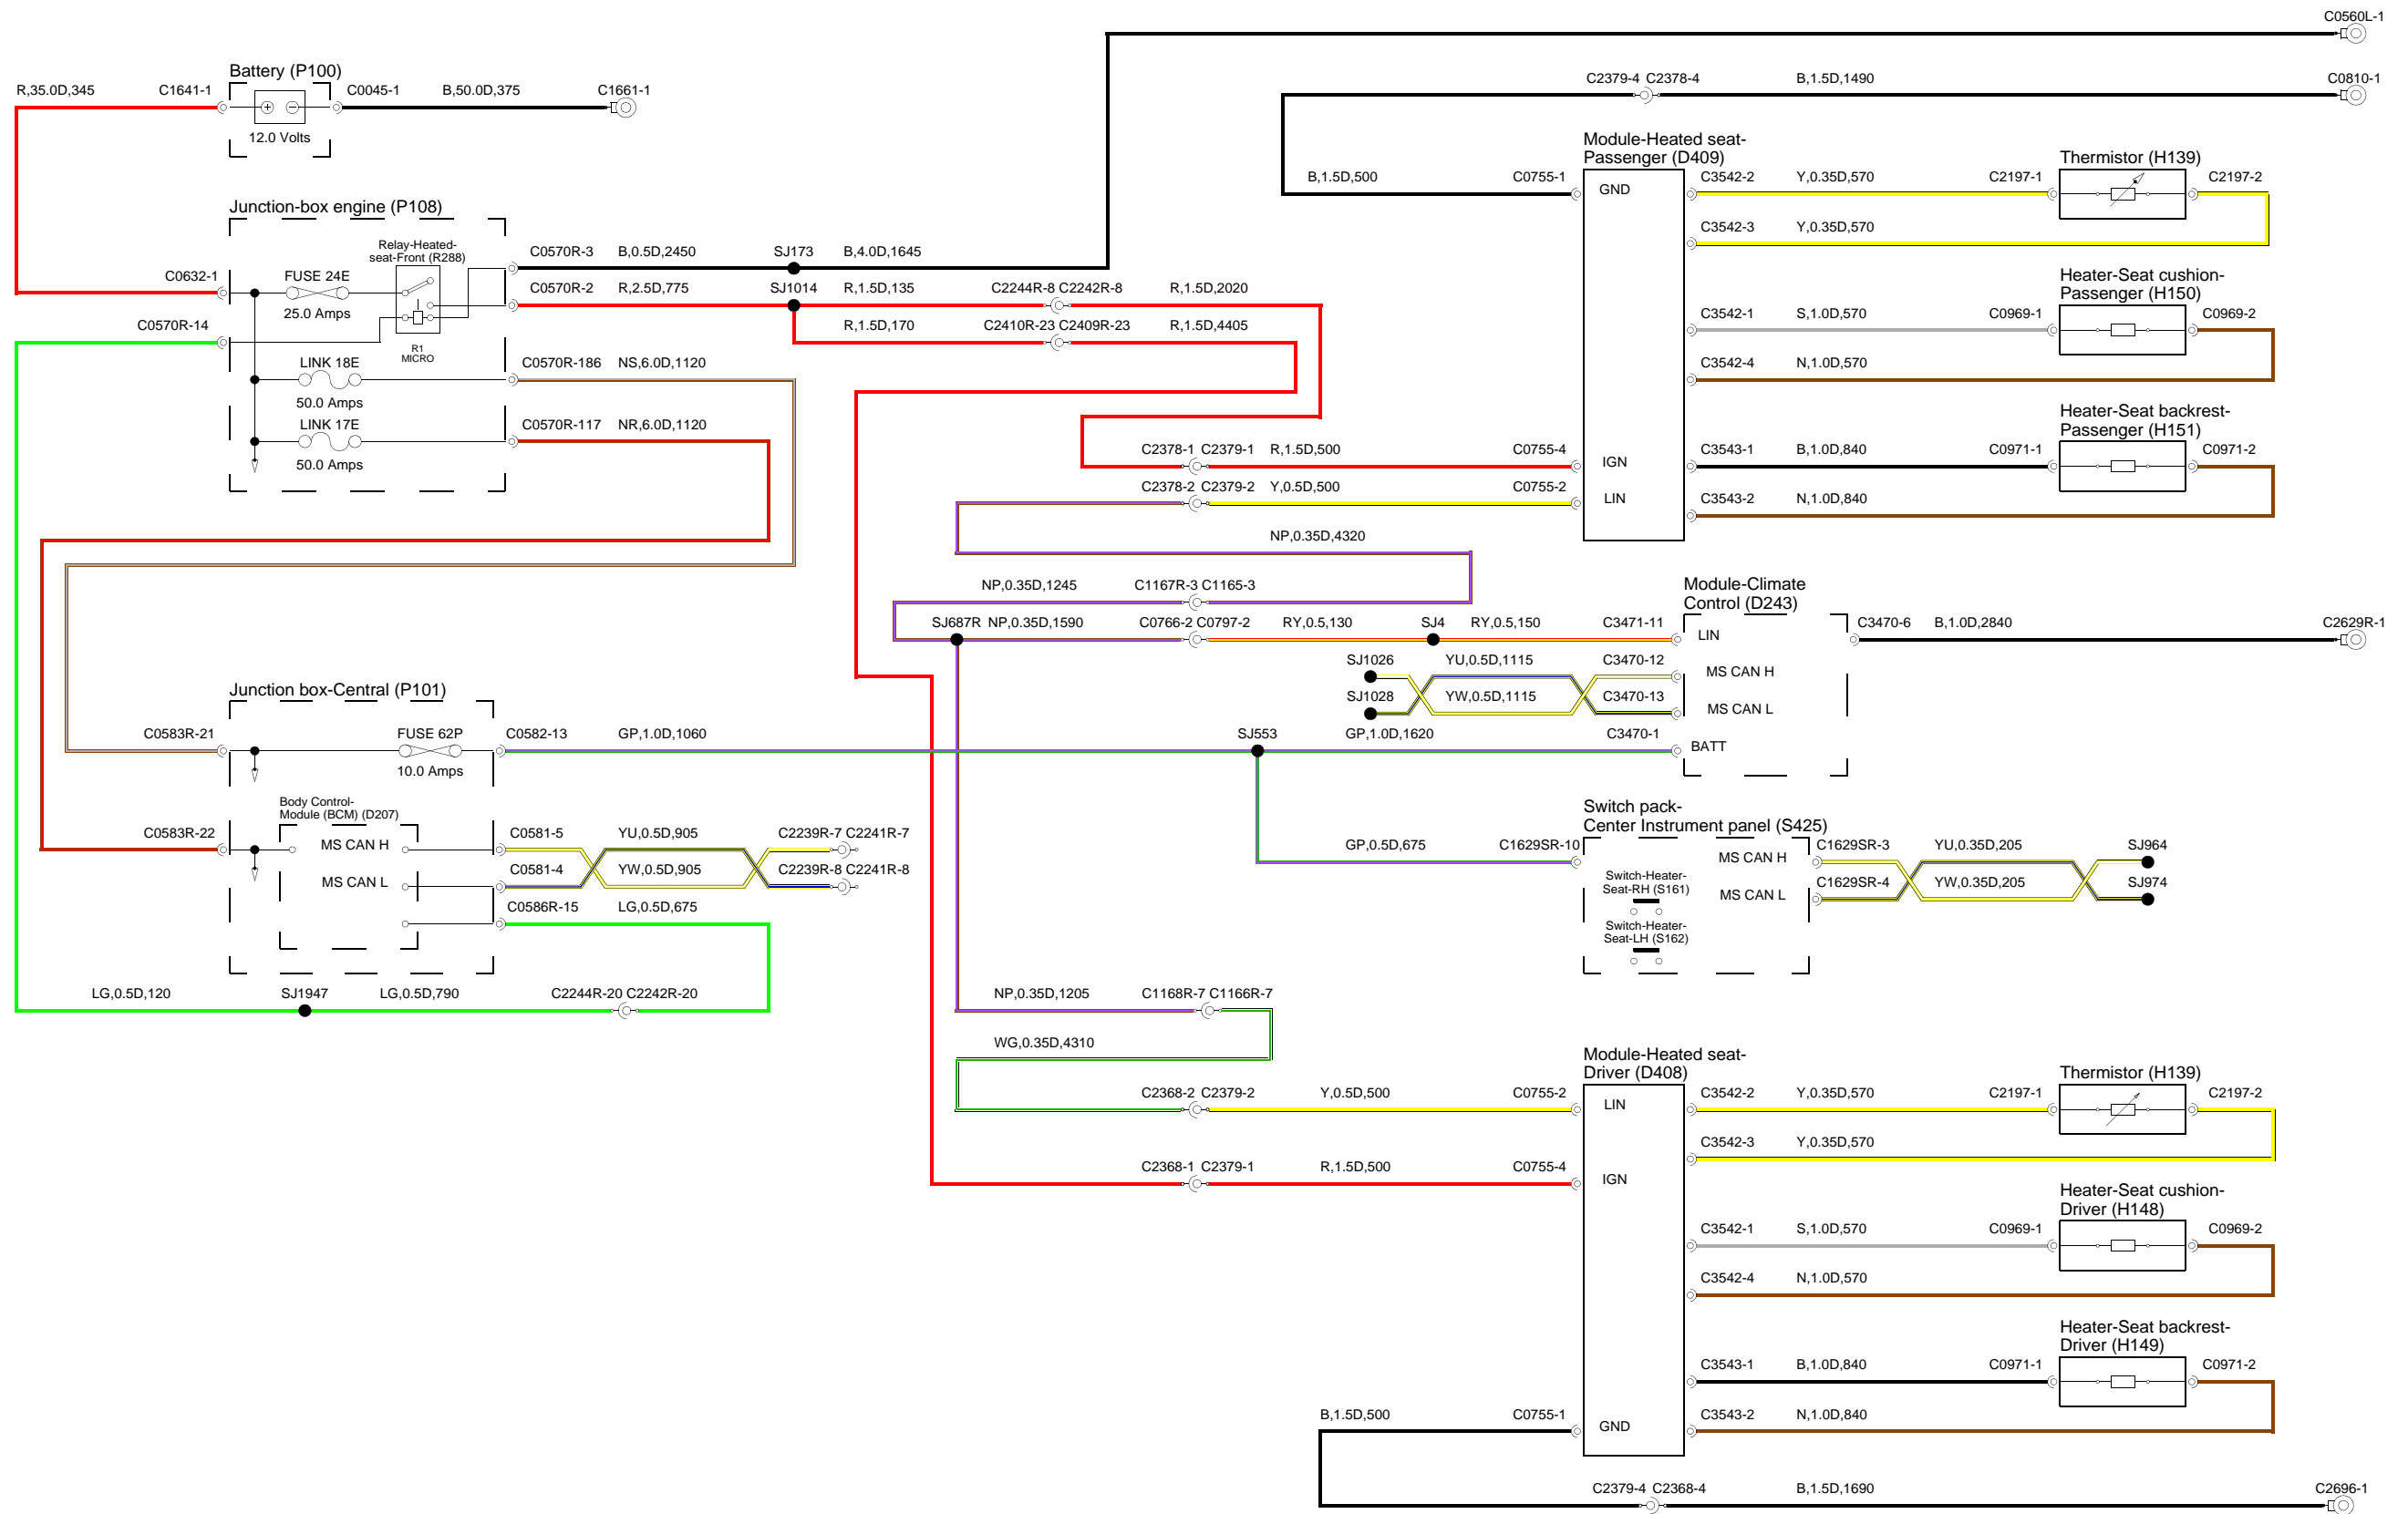 C0560L-1
Battery (P100)
R,35.0D,345
C1641-1
C0045-1
B,50.0D,375
C1661-1
12.0 Volts
C2379-4 C2378-4
B,1.5D,1490
C0810-1
Module-Heated seat-
Passenger (D409)
B,1.5D,500
C0755-1
GND
C3542-2
Y,0.35D,570
C2197-1
Thermistor (H139)
C2197-2
C3542-3
Y,0.35D,570
Junction-box engine (P108)
Relay-Heated-
seat-Front (R288)
C0632-1
FUSE 24E
25.0 Amps
R1
MICRO
C0570R-14
LINK 18E
50.0 Amps
LINK 17E
50.0 Amps
C0570R-3
B,0.5D,2450
SJ173
B,4.0D,1645
C0570R-2
R,2.5D,775
SJ1014
R,1.5D,135
C2244R-8 C2242R-8
R,1.5D,2020
R,1.5D,170
C2410R-23 C2409R-23
R,1.5D,4405
C0570R-186
NS,6.0D,1120
C0570R-117
NR,6.0D,1120
Heater-Seat cushion-
Passenger (H150)
C3542-1
S,1.0D,570
C0969-1
C0969-2
C3542-4
N,1.0D,570
Heater-Seat backrest-
Passenger (H151)
C2378-1 C2379-1
R,1.5D,500
C0755-4
IGN
C3543-1
B,1.0D,840
C0971-1
C0971-2
C2378-2 C2379-2
Y,0.5D,500
C0755-2
LIN
C3543-2
N,1.0D,840
NP,0.35D,4320
NP,0.35D,1245
C1167R-3 C1165-3
Module-Climate
Control (D243)
SJ687R
NP,0.35D,1590
C0766-2 C0797-2
RY,0.5,130
SJ4
RY,0.5,150
C3471-11
LIN
C3470-6
B,1.0D,2840
C2629R-1
SJ1026
YU,0.5D,1115
C3470-12
MS CAN H
SJ1028
YW,0.5D,1115
C3470-13
MS CAN L
Junction box-Central (P101)
C0583R-21
FUSE 62P
10.0 Amps
C0582-13
GP,1.0D,1060
SJ553
GP,1.0D,1620
C3470-1
BATT
Body Control-
Module (BCM) (D207)
C0583R-22
MS CAN H
MS CAN L
C0581-5
YU,0.5D,905
C2239R-7 C2241R-7
C0581-4
YW,0.5D,905
C2239R-8 C2241R-8
C0586R-15
LG,0.5D,675
Switch pack-
Center Instrument panel (S425)
GP,0.5D,675
C1629SR-10
Switch-Heater-
Seat-RH (S161)
Switch-Heater-
Seat-LH (S162)
MS CAN H
MS CAN L
C1629SR-3
YU,0.35D,205
SJ964
C1629SR-4
YW,0.35D,205
SJ974
LG,0.5D,120
SJ1947
LG,0.5D,790
C2244R-20 C2242R-20
NP,0.35D,1205
C1168R-7 C1166R-7
WG,0.35D,4310
Module-Heated seat-
Driver (D408)
C2368-2 C2379-2
Y,0.5D,500
C0755-2
LIN
C3542-2
Y,0.35D,570
C2197-1
Thermistor (H139)
C2197-2
C3542-3
Y,0.35D,570
C2368-1 C2379-1
R,1.5D,500
C0755-4
IGN
Heater-Seat cushion-
Driver (H148)
C3542-1
S,1.0D,570
C0969-1
C0969-2
C3542-4
N,1.0D,570
Heater-Seat backrest-
Driver (H149)
C3543-1
B,1.0D,840
C0971-1
C0971-2
B,1.5D,500
C0755-1
GND
C3543-2
N,1.0D,840
C2379-4 C2368-4
B,1.5D,1690
C2696-1